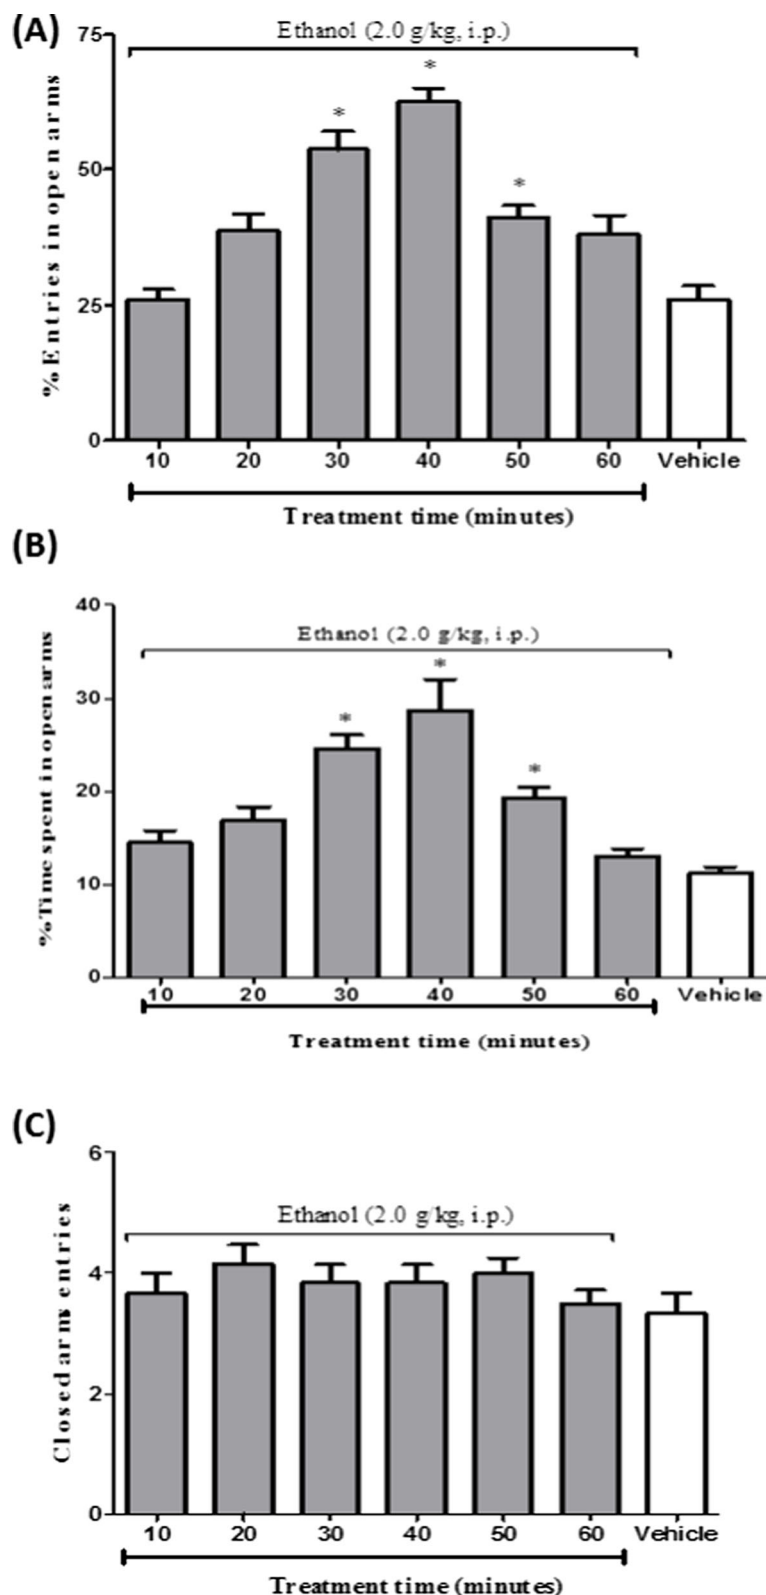 (A)
75
Ethanol (2.0 g/kg, i.p.)
*
*
*
50
25
0
%Entries in open arms
10 20 30 40 50 60 Vehicle
Treatment time (minutes)
(B)
40
Ethanol (2.0 g/kg, i.p.)
*
*
*
30
20
10
0
%Time spent in open arms
10 20 30 40 50 60 Vehicle
Treatment time (minutes)
(C)
6
Ethanol (2.0 g/kg, i.p.)
4
2
0
Closed arms entries
10 20 30 40 50 60 Vehicle
Treatment time (minutes)